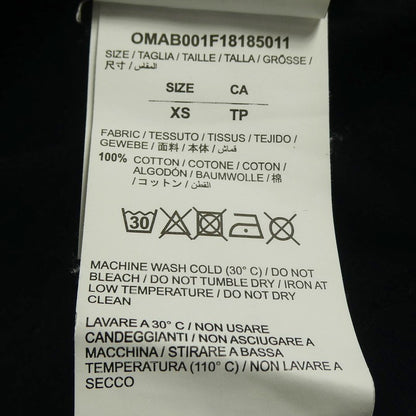 OMAB001F18185011
SIZE / TAGLIA / TAILLE / TALLA / GRÖSSE /
尺寸 / المقاس
SIZE CA
XS TP
FABRIC / TESSUTO / TISSUS / TEJIDO /
GEWEBE / 面料 / 本体 / قماش
100% COTTON / COTONE / COTON /
ALGODÓN / BAUMWOLLE / 棉
/ コットン / القطن
30
MACHINE WASH COLD (30° C) / DO NOT
BLEACH / DO NOT TUMBLE DRY / IRON AT
LOW TEMPERATURE / DO NOT DRY
CLEAN
LAVARE A 30° C / NON USARE
CANDEGGIANTI / NON ASCIUGARE A
MACCHINA / STIRARE A BASSA
TEMPERATURA (110° C) / NON LAVARE A
SECCO